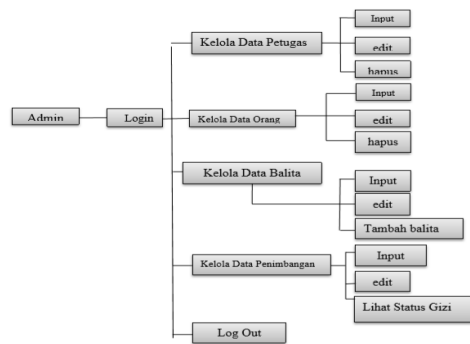 Admin
Login
Kelola Data Petugas
Input
edit
hapus
Kelola Data Orang
Input
edit
hapus
Kelola Data Balita
Input
edit
Tambah balita
Kelola Data Penimbangan
Input
edit
Lihat Status Gizi
Log Out